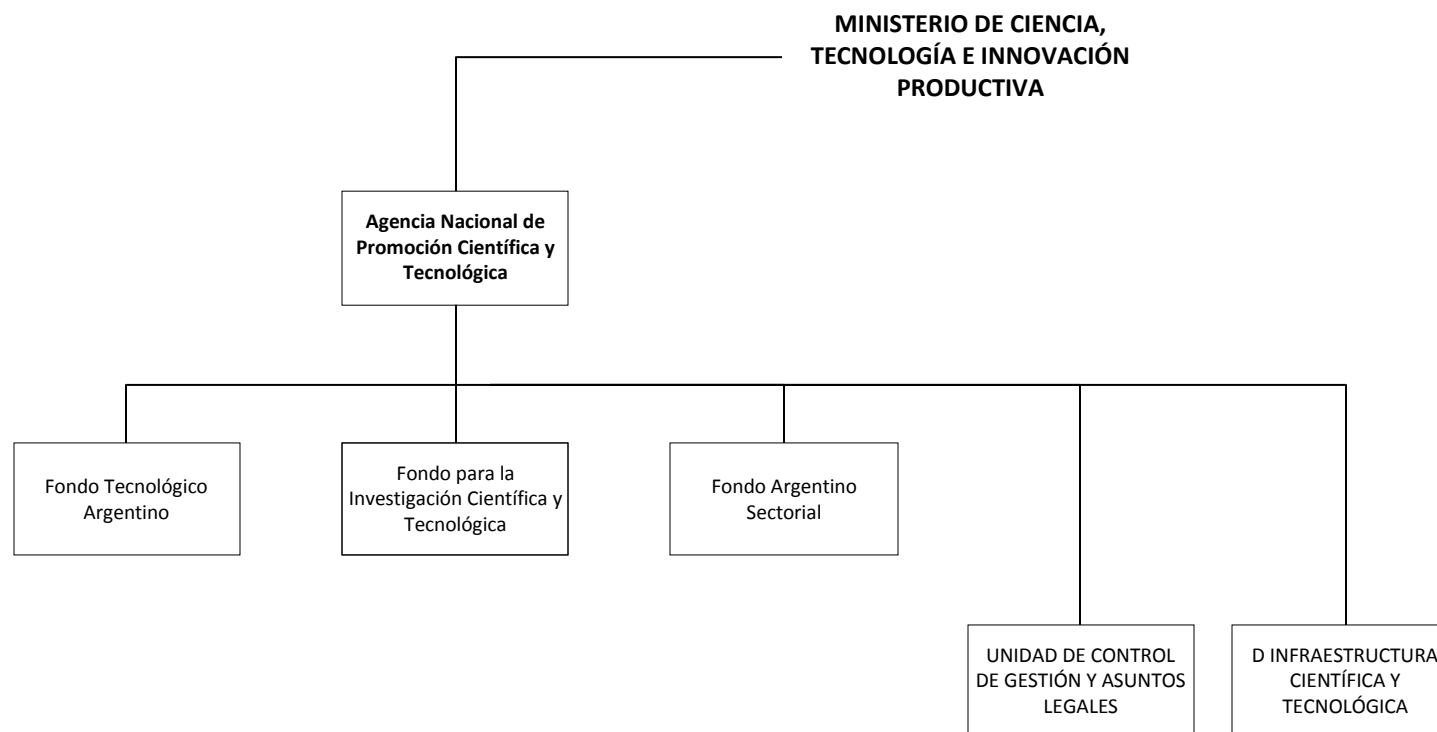 MINISTERIO DE CIENCIA,
TECNOLOGÍA E INNOVACIÓN
PRODUCTIVA
Agencia Nacional de
Promoción Científica y
Tecnológica
Fondo Tecnológico
Argentino
Fondo para la
Investigación Científica y
Tecnológica
Fondo Argentino
Sectorial
UNIDAD DE CONTROL
DE GESTIÓN Y ASUNTOS
LEGALES
D INFRAESTRUCTURA
CIENTÍFICA Y
TECNOLÓGICA